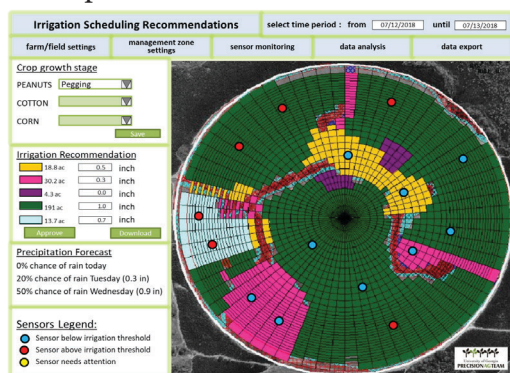 Irrigation Scheduling Recommendations
select time period : from 07/12/2018 until 07/13/2018
farm/field settings
management zone settings
sensor monitoring
data analysis
data export
Crop growth stage
PEANUTS Pegging
COTTON
CORN
Save
Irrigation Recommendation
18.8 ac 0.5 inch
30.2 ac 0.3 inch
4.3 ac 0.0 inch
191 ac 1.0 inch
13.7 ac 0.7 inch
Approve Download
Precipitation Forecast
0% chance of rain today
20% chance of rain Tuesday (0.3 in)
50% chance of rain Wednesday (0.9 in)
Sensors Legend:
Sensor below irrigation threshold
Sensor above irrigation threshold
Sensor needs attention
University of Georgia
PRECISIONAGTEAM